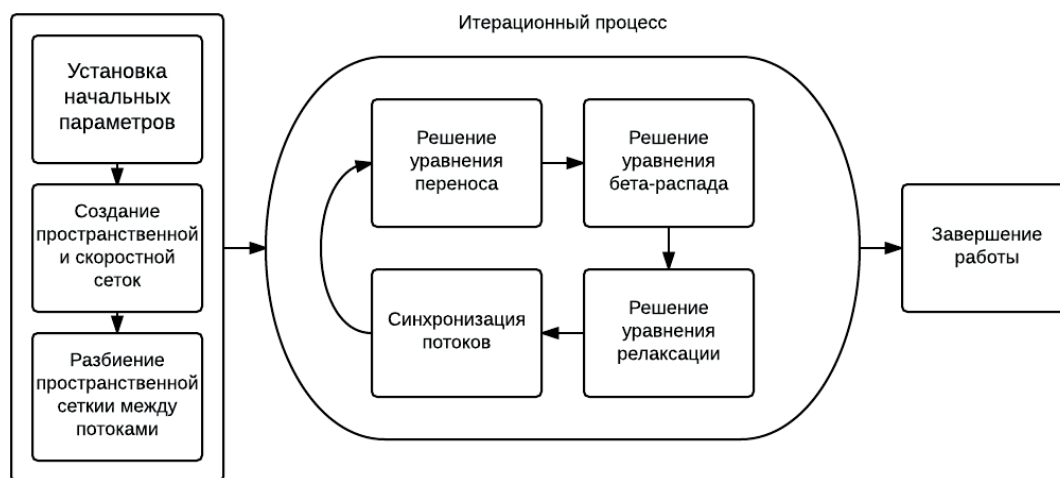 Итерационный процесс
Установка
начальных
параметров
Создание
пространственной
и скоростной
сеток
Разбиение
пространственной
сеткии между
потоками
Решение
уравнения
переноса
Решение
уравнения
бета-распада
Решение
уравнения
релаксации
Синхронизация
потоков
Завершение
работы